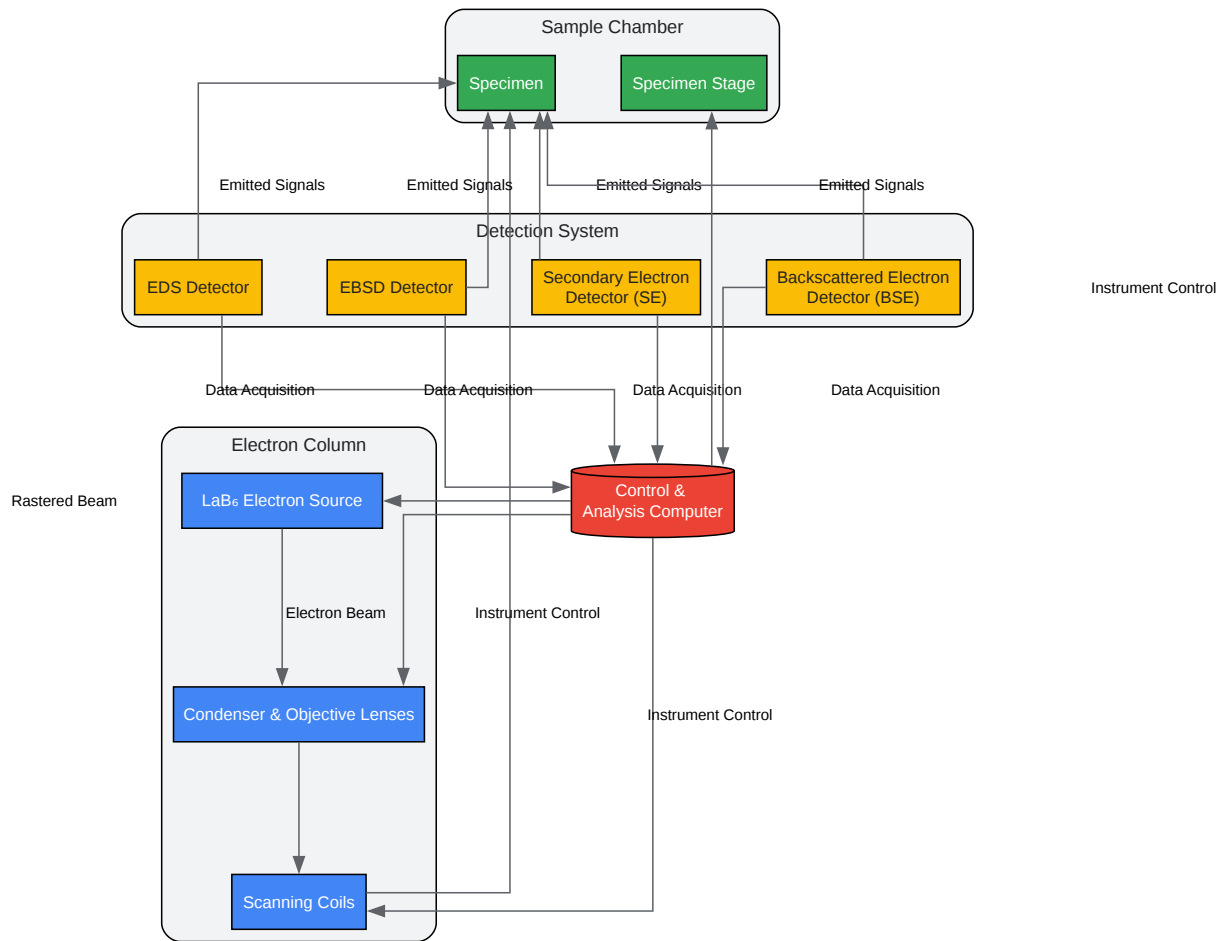 Sample Chamber
Specimen
Specimen Stage
Emitted Signals
Emitted Signals
Emitted Signals
Emitted Signals
Detection System
EDS Detector
EBSD Detector
Secondary Electron
Detector (SE)
Backscattered Electron
Detector (BSE)
Instrument Control
Data Acquisition
Data Acquisition
Data Acquisition
Data Acquisition
Electron Column
LaB₆ Electron Source
Rastered Beam
Control &
Analysis Computer
Electron Beam
Instrument Control
Condenser & Objective Lenses
Instrument Control
Scanning Coils